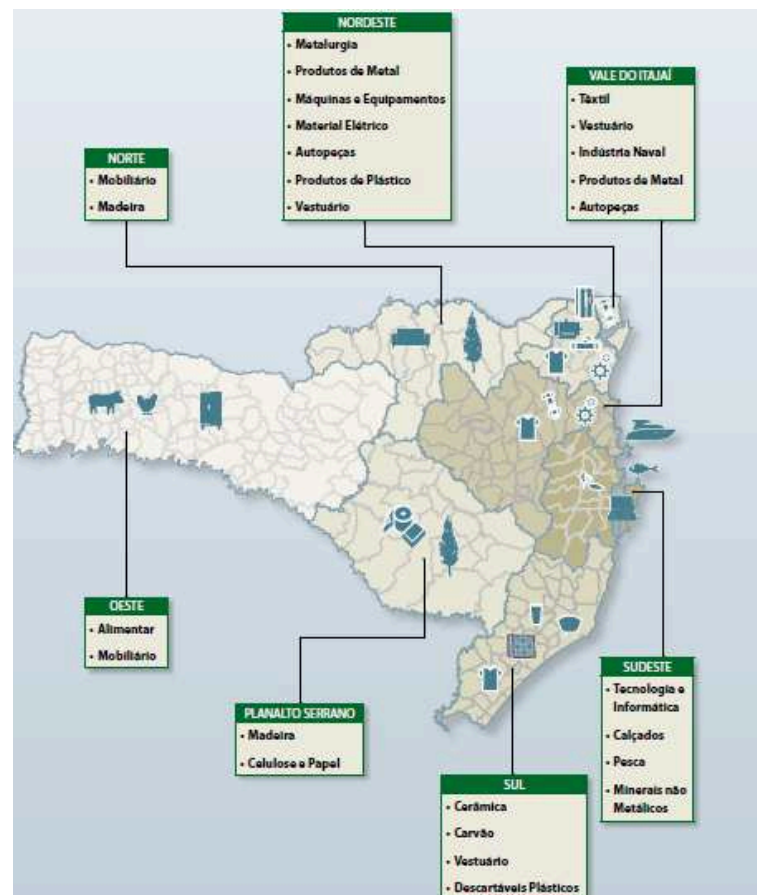 NORDESTE
• Metalurgia
• Produtos de Metal
• Máquinas e Equipamentos
• Material Elétrico
• Autopeças
• Produtos de Plástico
• Vestuário
VALE DO ITAJAÍ
• Têxtil
• Vestuário
• Indústria Naval
• Produtos de Metal
• Autopeças
NORTE
• Mobiliário
• Madeira
OESTE
• Alimentar
• Mobiliário
PLANALTO SERRANO
• Madeira
• Celulose e Papel
SUL
• Cerâmica
• Carvão
• Vestuário
• Descartáveis Plásticos
SUDESTE
• Tecnologia e
Informática
• Calçados
• Pesca
• Minerais não
Metálicos